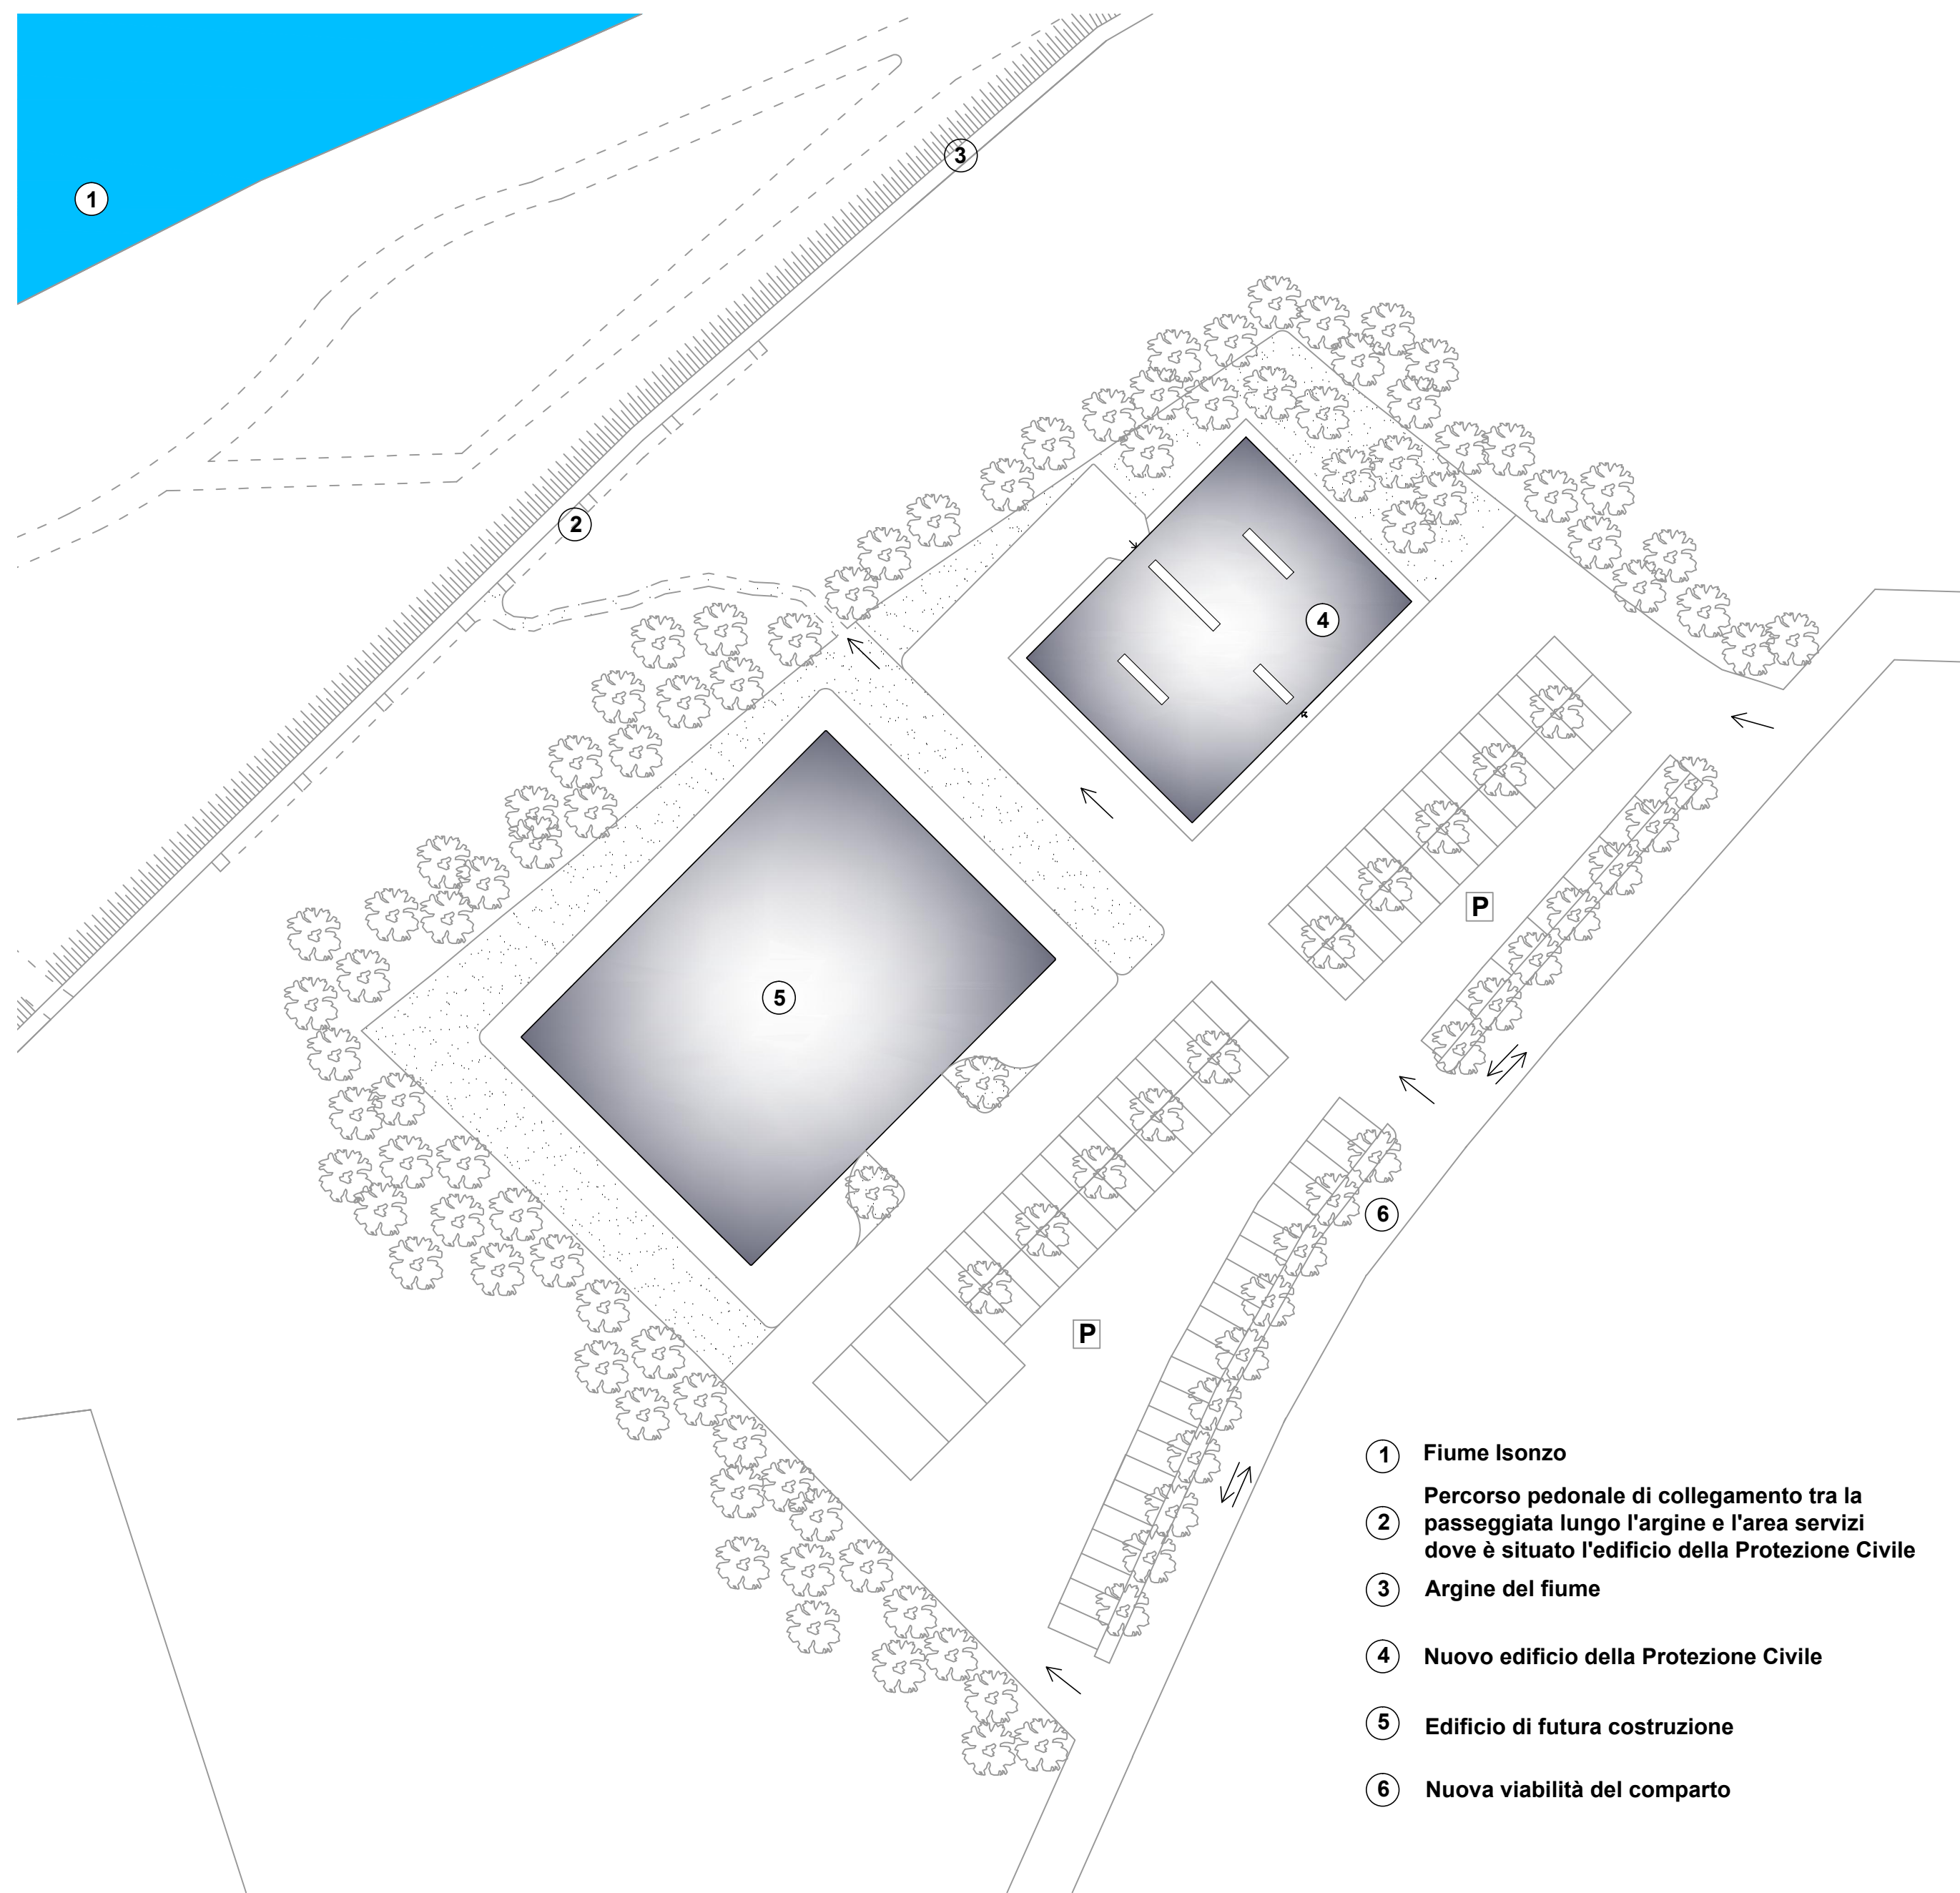 3
1
2
4
P
5
6
P
1 Fiume Isonzo
Percorso pedonale di collegamento tra la
2 passeggiata lungo l'argine e l'area servizi
dove è situato l'edificio della Protezione Civile
3 Argine del fiume
4 Nuovo edificio della Protezione Civile
5 Edificio di futura costruzione
6 Nuova viabilità del comparto